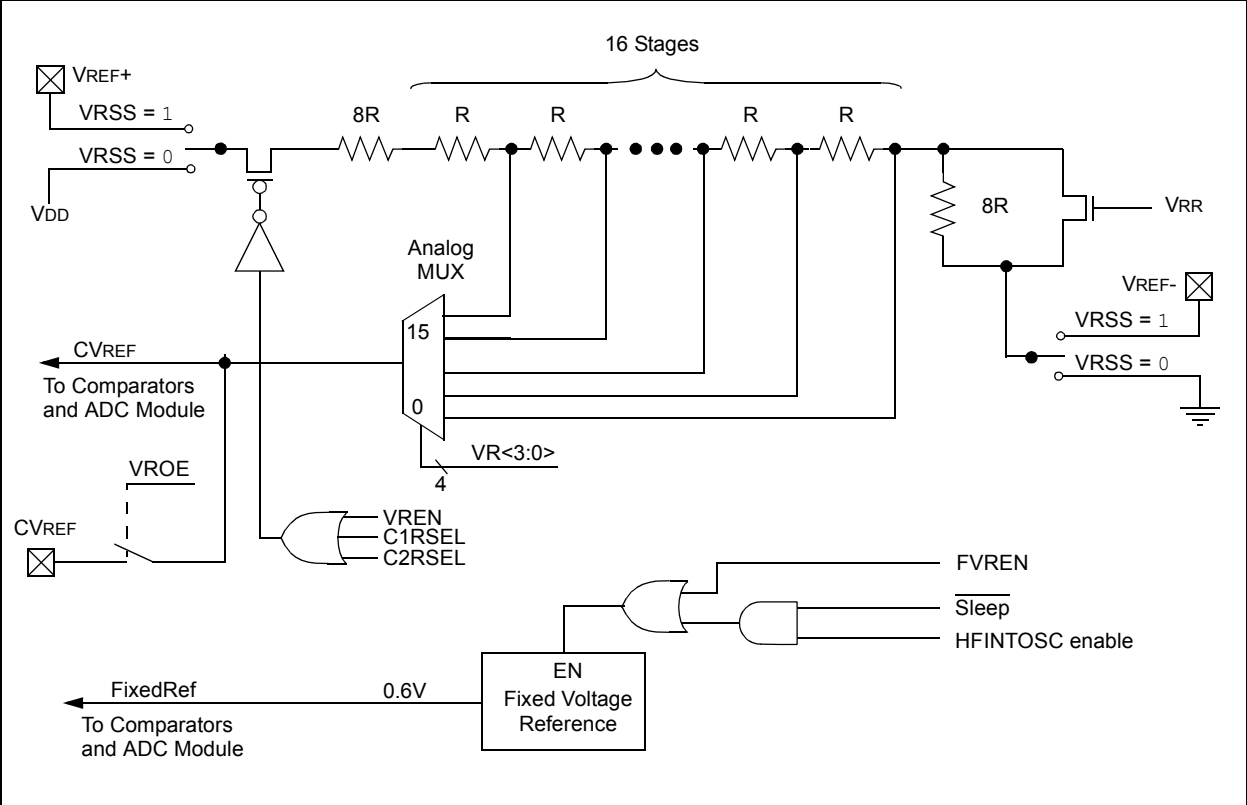 16 Stages
VREF+
VRSS = 1
8R
R
R
R
R
VRSS = 0
VDD
8R
VRR
Analog
MUX
VREF-
15
VRSS = 1
CVREF
VRSS = 0
To Comparators
and ADC Module
0
VR<3:0>
4
VROE
CVREF
VREN
C1RSEL
C2RSEL
FVREN
Sleep
HFINTOSC enable
EN
Fixed Voltage
Reference
FixedRef
0.6V
To Comparators
and ADC Module